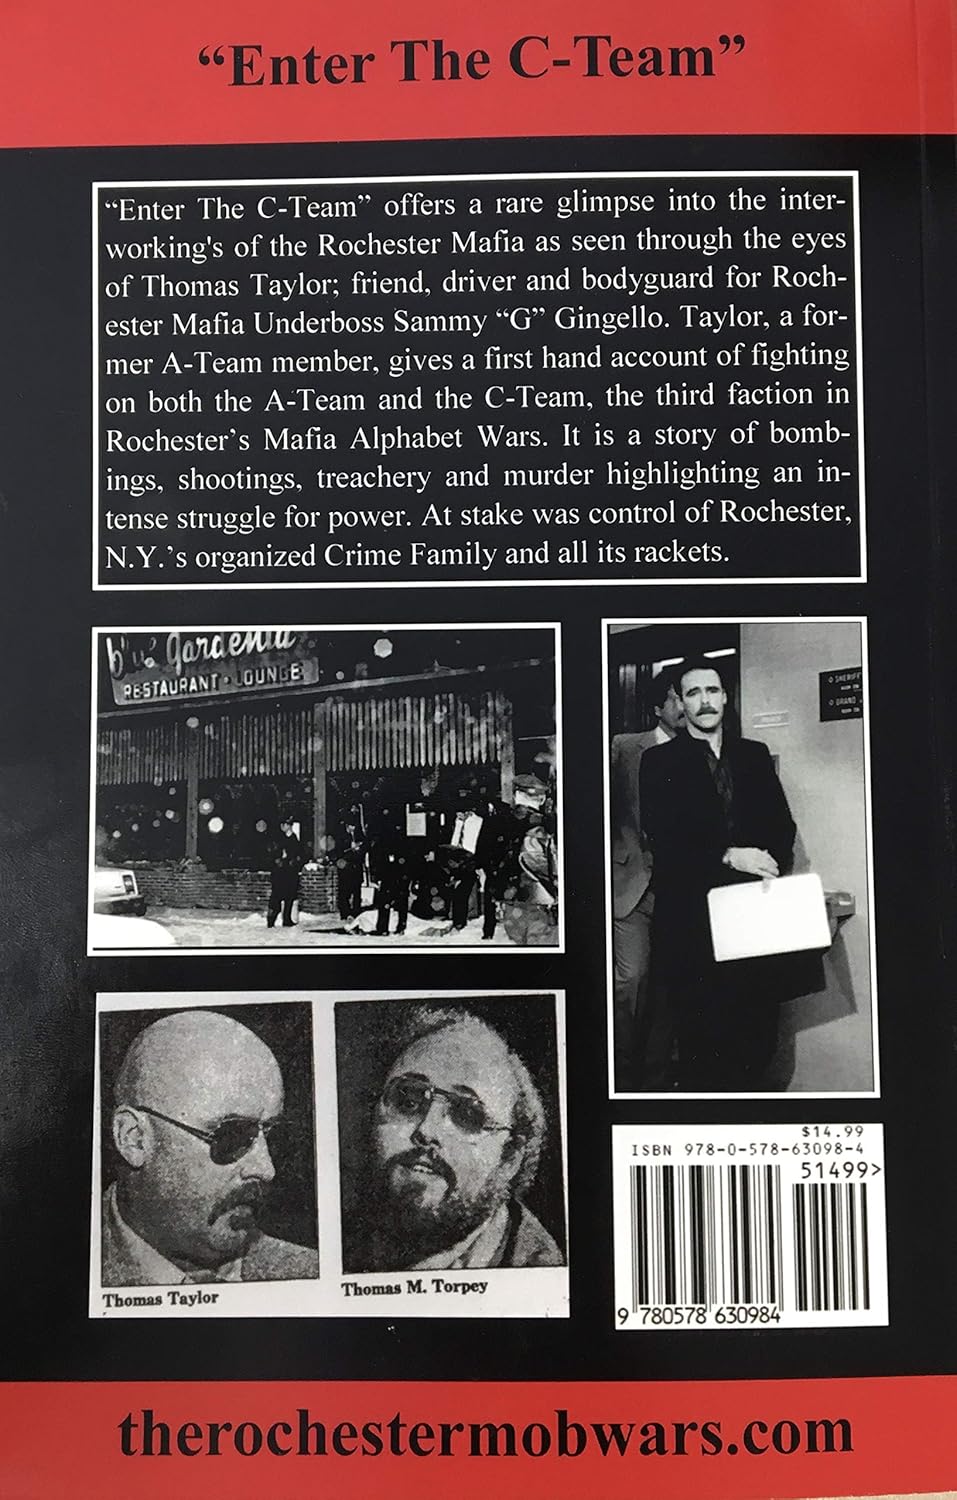 “Enter The C-Team”
“Enter The C-Team” offers a rare glimpse into the inter-
working's of the Rochester Mafia as seen through the eyes
of Thomas Taylor; friend, driver and bodyguard for Roch-
ester Mafia Underboss Sammy “G” Gingello. Taylor, a for-
mer A-Team member, gives a first hand account of fighting
on both the A-Team and the C-Team, the third faction in
Rochester’s Mafia Alphabet Wars. It is a story of bomb-
ings, shootings, treachery and murder highlighting an in-
tense struggle for power. At stake was control of Rochester,
N.Y.’s organized Crime Family and all its rackets.
Gardenia
RESTAURANT · LOUNGE
SHERIFF
GRAND
Thomas Taylor
Thomas M. Torpey
$14.99
ISBN 978-0-578-63098-4
51499>
9 780578 630984
therochestermobwars.com